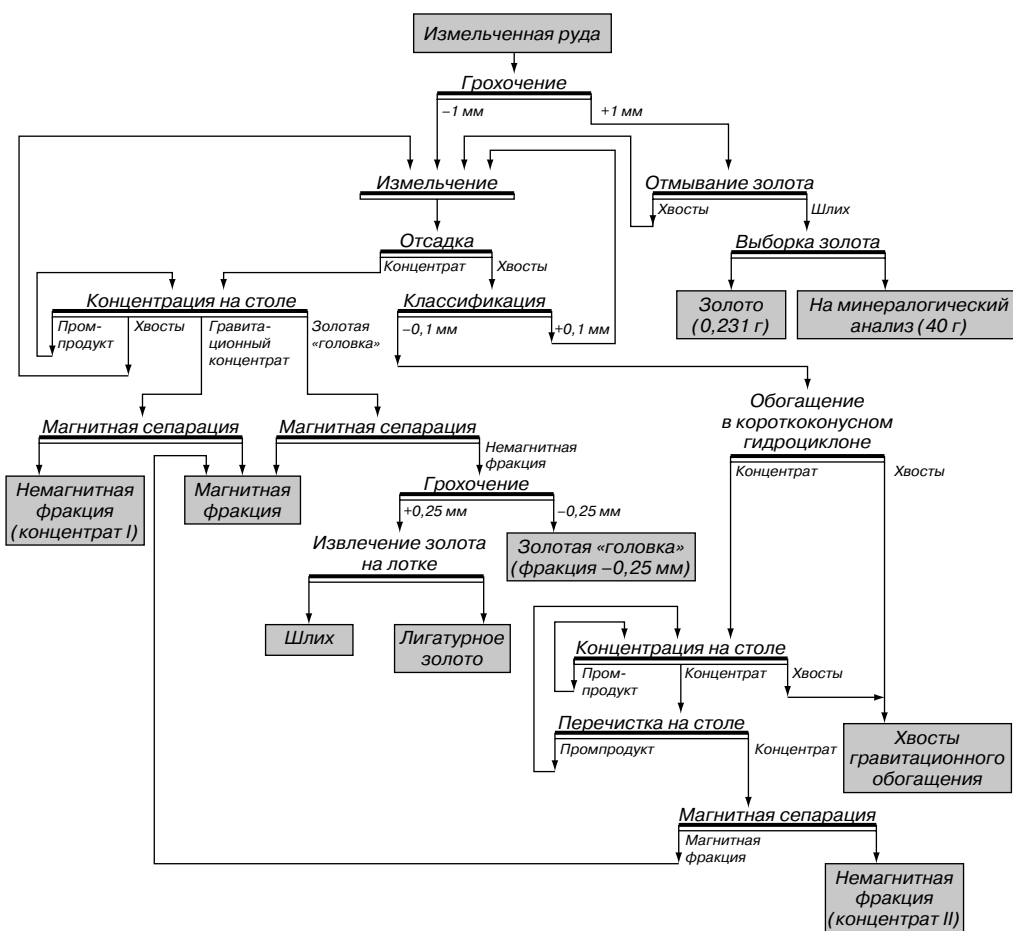 Измельченная руда
Грохочение
−1 мм
+1 мм
Измельчение
Отмывание золота
Хвосты
Шлих
Отсадка
Концентрат
Хвосты
Выборка золота
Концентрация на столе
Пром-
продукт
Хвосты
Гравита-
ционный
концентрат
Золотая
«головка»
Классификация
−0,1 мм
+0,1 мм
Золото
(0,231 г)
На минералогический
анализ (40 г)
Обогащение
в короткоконусном
гидроциклоне
Концентрат
Хвосты
Магнитная сепарация
Магнитная сепарация
Немагнитная
фракция
Немагнитная
фракция
(концентрат I)
Магнитная
фракция
Грохочение
+0,25 мм
−0,25 мм
Извлечение золота
на лотке
Золотая «головка»
(фракция −0,25 мм)
Шлих
Лигатурное
золото
Концентрация на столе
Пром-
продукт
Концентрат
Хвосты
Перечистка на столе
Промпродукт
Концентрат
Хвосты
гравитационного
обогащения
Магнитная сепарация
Магнитная
фракция
Немагнитная
фракция
(концентрат II)